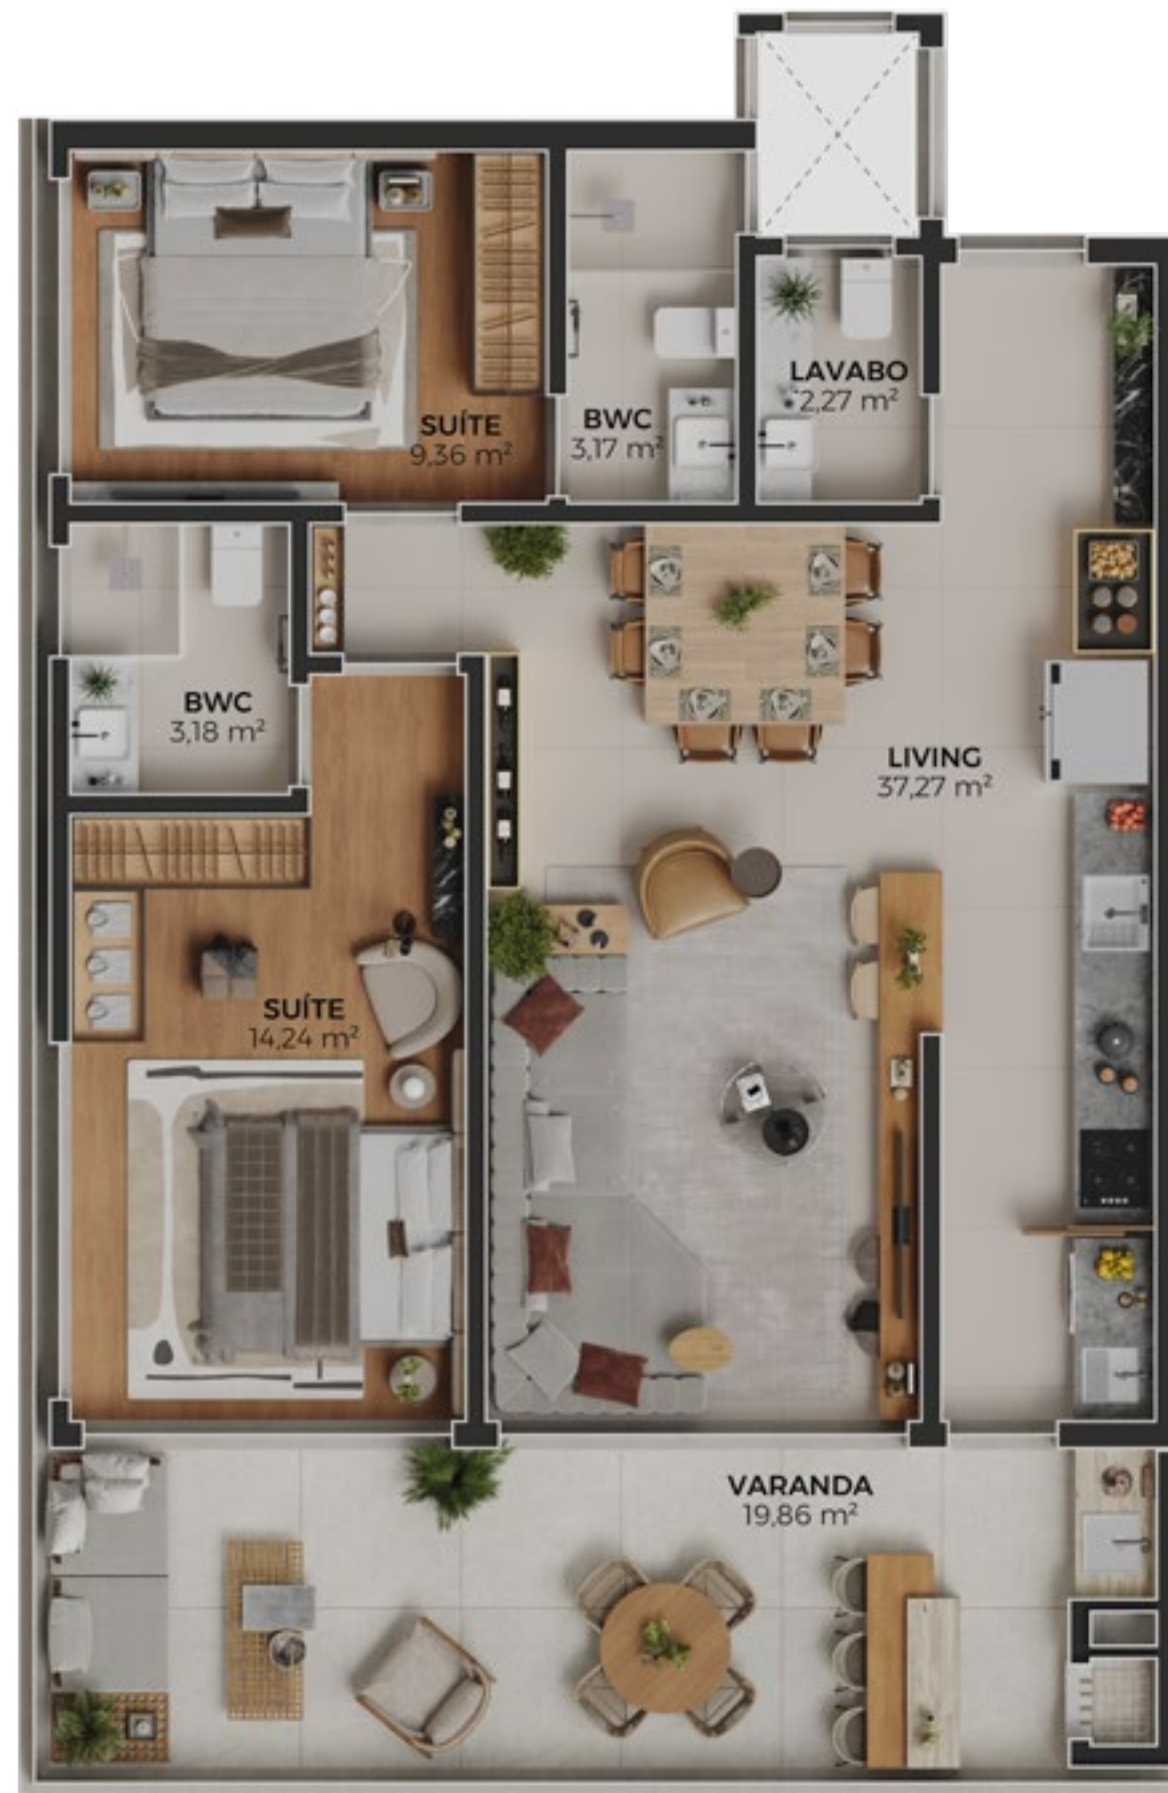 LAVABO
2,27 m²
SUÍTE
9,36 m²
BWC
3,17 m²
BWC
3,18 m²
LIVING
37,27 m²
SUÍTE
14,24 m²
VARANDA
19,86 m²